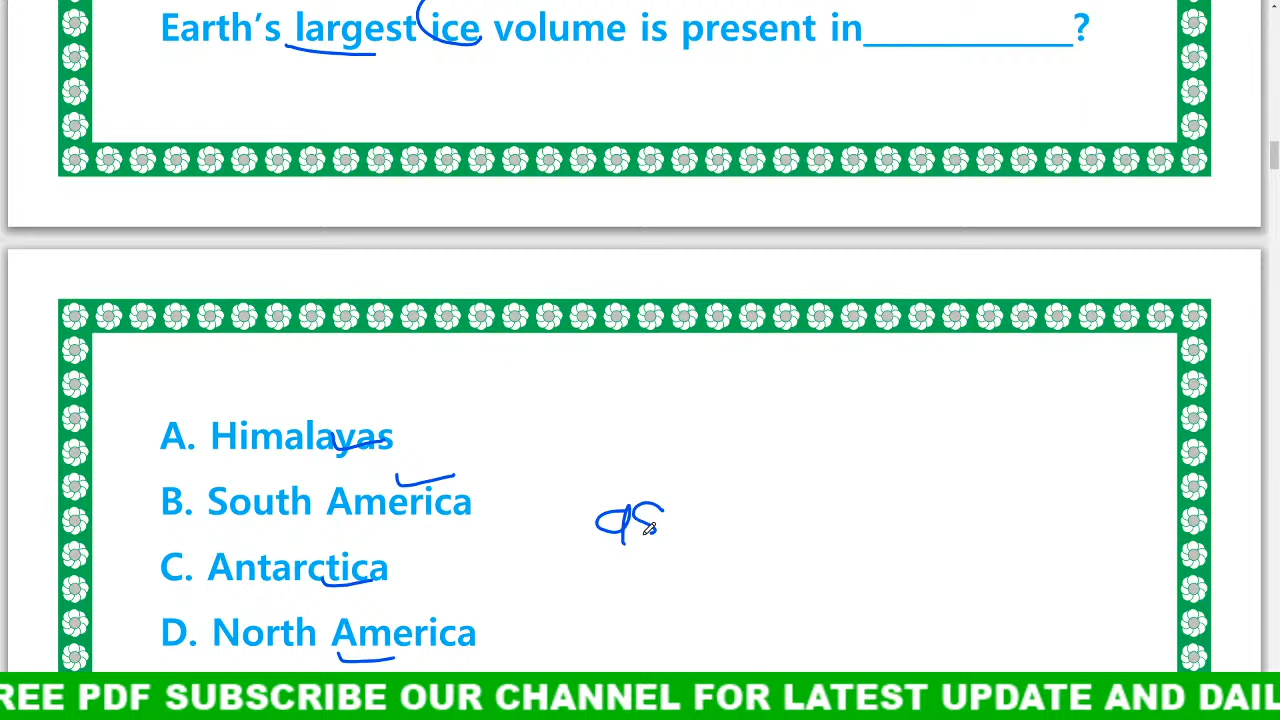 Earth’s largest ice volume is present in____________?
A. Himalayas
B. South America
C. Antarctica
D. North America
REE PDF SUBSCRIBE OUR CHANNEL FOR LATEST UPDATE AND DAIL